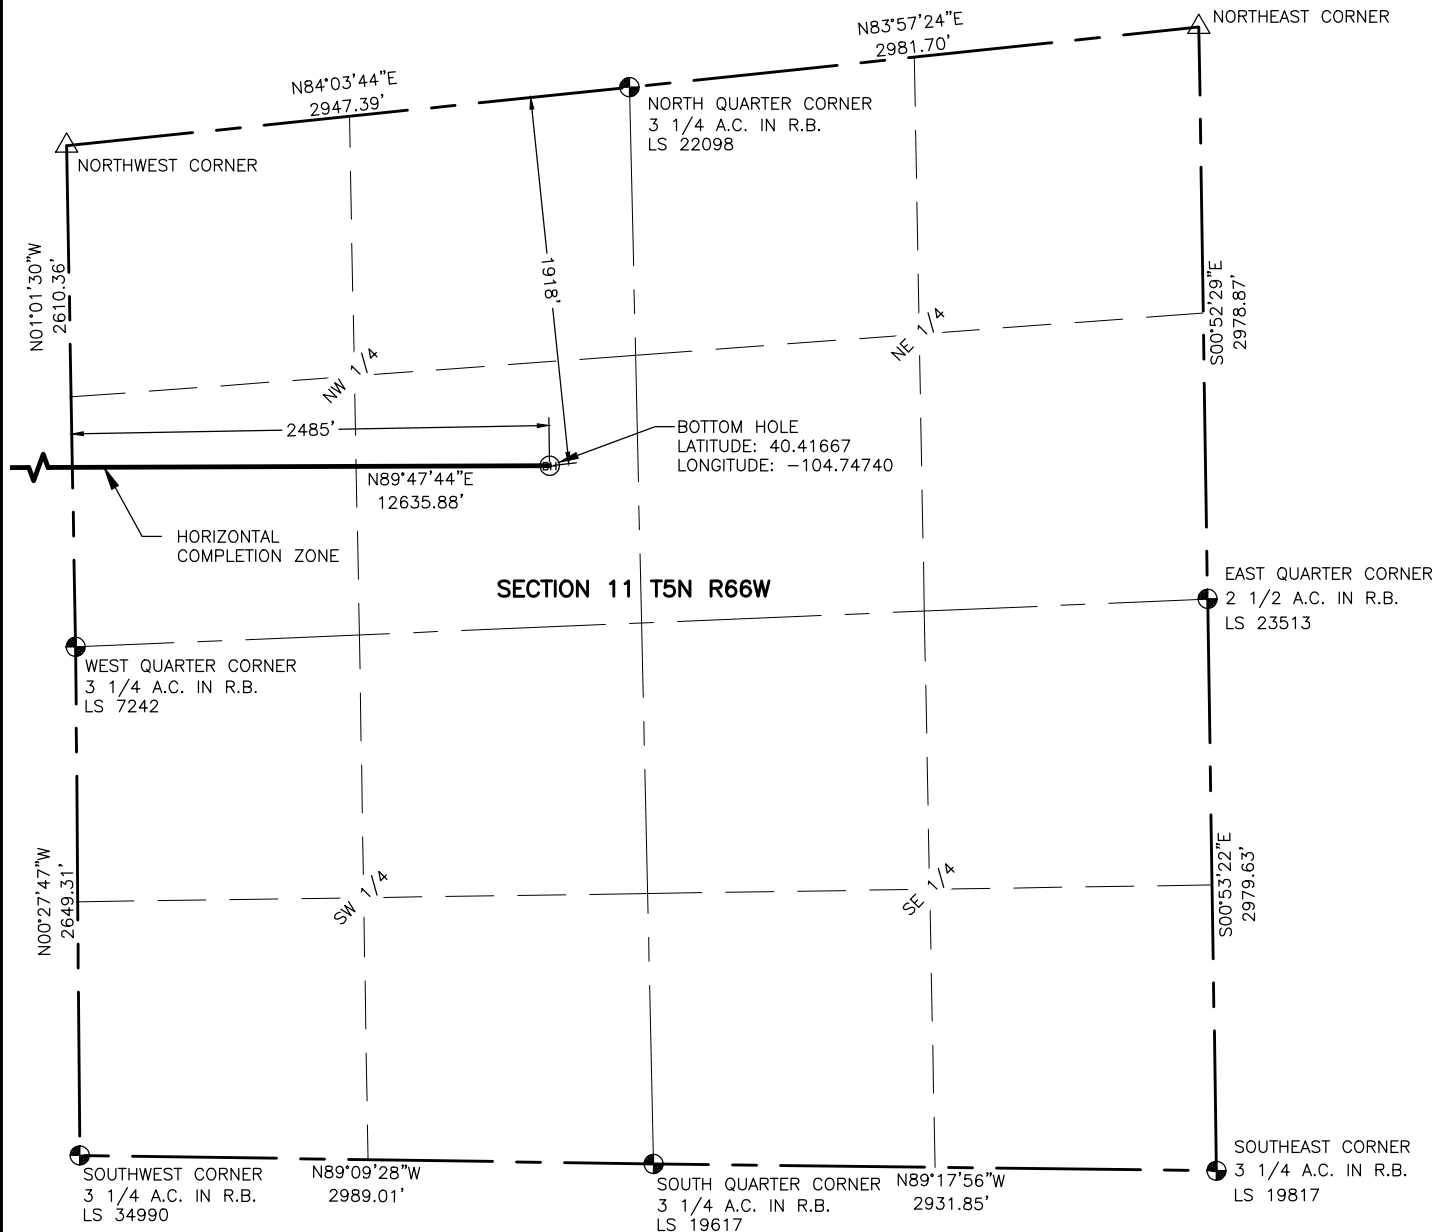 N83°57'24"E
2981.70'
NORTHEAST CORNER
N84°03'44"E
2947.39'
NORTH QUARTER CORNER
3 1/4 A.C. IN R.B.
LS 22098
NORTHWEST CORNER
N01°01'30"W
2610.36'
1918'
S00°52'29"E
2978.87'
NW 1/4
NE 1/4
2485'
BOTTOM HOLE
LATITUDE: 40.41667
LONGITUDE: -104.74740
BH
N89°47'44"E
12635.88'
HORIZONTAL
COMPLETION ZONE
SECTION 11 T5N R66W
EAST QUARTER CORNER
2 1/2 A.C. IN R.B.
LS 23513
WEST QUARTER CORNER
3 1/4 A.C. IN R.B.
LS 7242
N00°27'47"W
2649.31'
SW 1/4
SE 1/4
S00°53'22"E
2979.63'
SOUTHWEST CORNER
3 1/4 A.C. IN R.B.
LS 34990
N89°09'28"W
2989.01'
SOUTH QUARTER CORNER
3 1/4 A.C. IN R.B.
LS 19617
N89°17'56"W
2931.85'
SOUTHEAST CORNER
3 1/4 A.C. IN R.B.
LS 19817